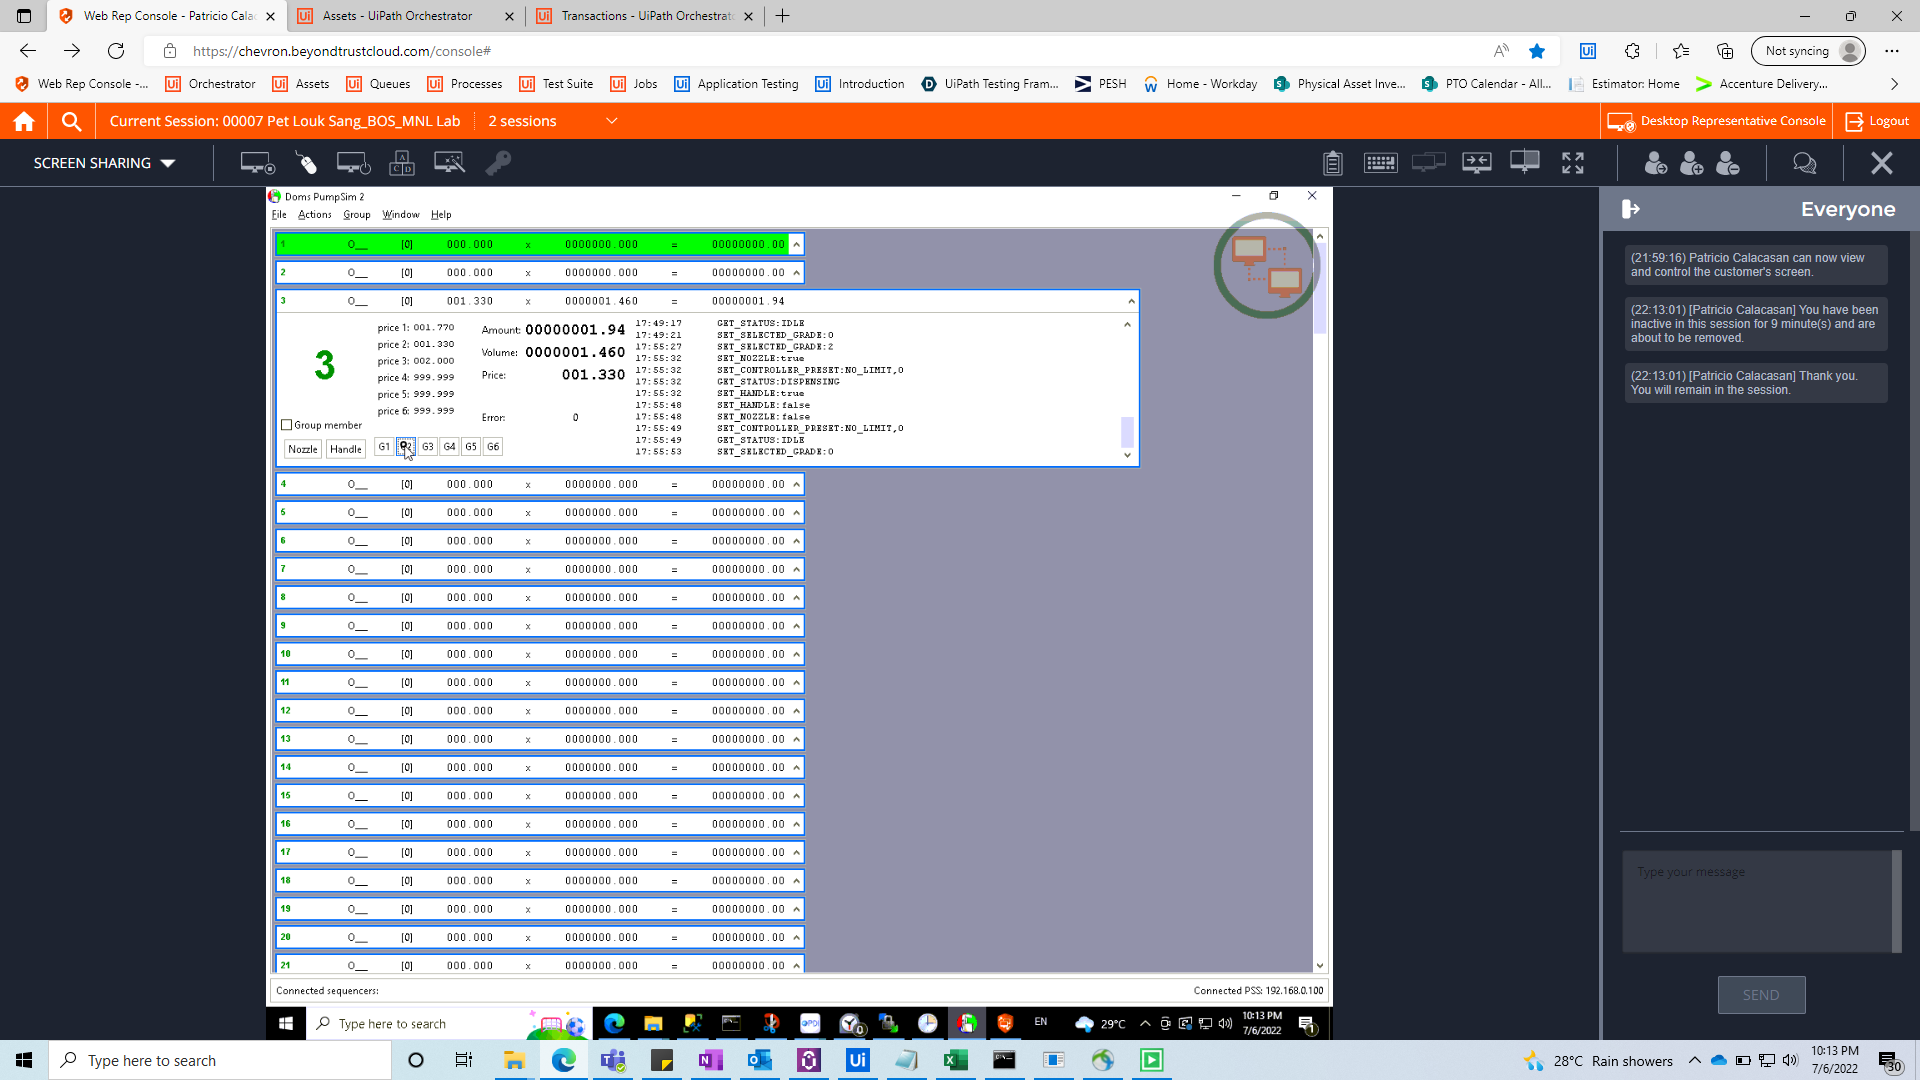 Web Rep Console - Patricio Cala
Assets - UiPath Orchestrator
Transactions - UiPath Orchestrat
https://chevron.beyondtrustcloud.com/console#
Not syncing
Web Rep Console -...
Orchestrator
Assets
Queues
Processes
Test Suite
Jobs
Application Testing
Introduction
UiPath Testing Fram...
PESH
Home - Workday
Physical Asset Inve...
PTO Calendar - All...
Estimator: Home
Accenture Delivery...
Current Session: 00007 Pet Louk Sang_BOS_MNL Lab
2 sessions
Desktop Representative Console
Logout
SCREEN SHARING
Everyone
(21:59:16) Patricio Calacasan can now view
and control the customer's screen.
(22:13:01) [Patricio Calacasan] You have been
inactive in this session for 9 minute(s) and are
about to be removed.
(22:13:01) [Patricio Calacasan] Thank you.
You will remain in the session.
Type your message
SEND
Doms PumpSim 2
File Actions Group Window Help
1 O__ [0] 000.000 x 0000000.000 = 00000000.00
2 O__ [0] 000.000 x 0000000.000 = 00000000.00
3 O__ [0] 001.330 x 0000001.460 = 00000001.94
3
price 1: 001.770
price 2: 001.330
price 3: 002.000
price 4: 999.999
price 5: 999.999
price 6: 999.999
Amount: 00000001.94
Volume: 0000001.460
Price: 001.330
Error: 0
Group member
Nozzle Handle G1 G2 G3 G4 G5 G6
17:49:17 GET_STATUS:IDLE
17:49:21 SET_SELECTED_GRADE:0
17:55:27 SET_SELECTED_GRADE:2
17:55:32 SET_NOZZLE:true
17:55:32 SET_CONTROLLER_PRESET:NO_LIMIT,0
17:55:32 GET_STATUS:DISPENSING
17:55:32 SET_HANDLE:true
17:55:48 SET_HANDLE:false
17:55:48 SET_NOZZLE:false
17:55:49 SET_CONTROLLER_PRESET:NO_LIMIT,0
17:55:49 GET_STATUS:IDLE
17:55:53 SET_SELECTED_GRADE:0
4 O__ [0] 000.000 x 0000000.000 = 00000000.00
5 O__ [0] 000.000 x 0000000.000 = 00000000.00
6 O__ [0] 000.000 x 0000000.000 = 00000000.00
7 O__ [0] 000.000 x 0000000.000 = 00000000.00
8 O__ [0] 000.000 x 0000000.000 = 00000000.00
9 O__ [0] 000.000 x 0000000.000 = 00000000.00
10 O__ [0] 000.000 x 0000000.000 = 00000000.00
11 O__ [0] 000.000 x 0000000.000 = 00000000.00
12 O__ [0] 000.000 x 0000000.000 = 00000000.00
13 O__ [0] 000.000 x 0000000.000 = 00000000.00
14 O__ [0] 000.000 x 0000000.000 = 00000000.00
15 O__ [0] 000.000 x 0000000.000 = 00000000.00
16 O__ [0] 000.000 x 0000000.000 = 00000000.00
17 O__ [0] 000.000 x 0000000.000 = 00000000.00
18 O__ [0] 000.000 x 0000000.000 = 00000000.00
19 O__ [0] 000.000 x 0000000.000 = 00000000.00
20 O__ [0] 000.000 x 0000000.000 = 00000000.00
21 O__ [0] 000.000 x 0000000.000 = 00000000.00
Connected sequencers:
Connected PSS: 192.168.0.100
Type here to search
EN
29°C
10:13 PM
7/6/2022
1
Type here to search
28°C Rain showers
10:13 PM
7/6/2022
30